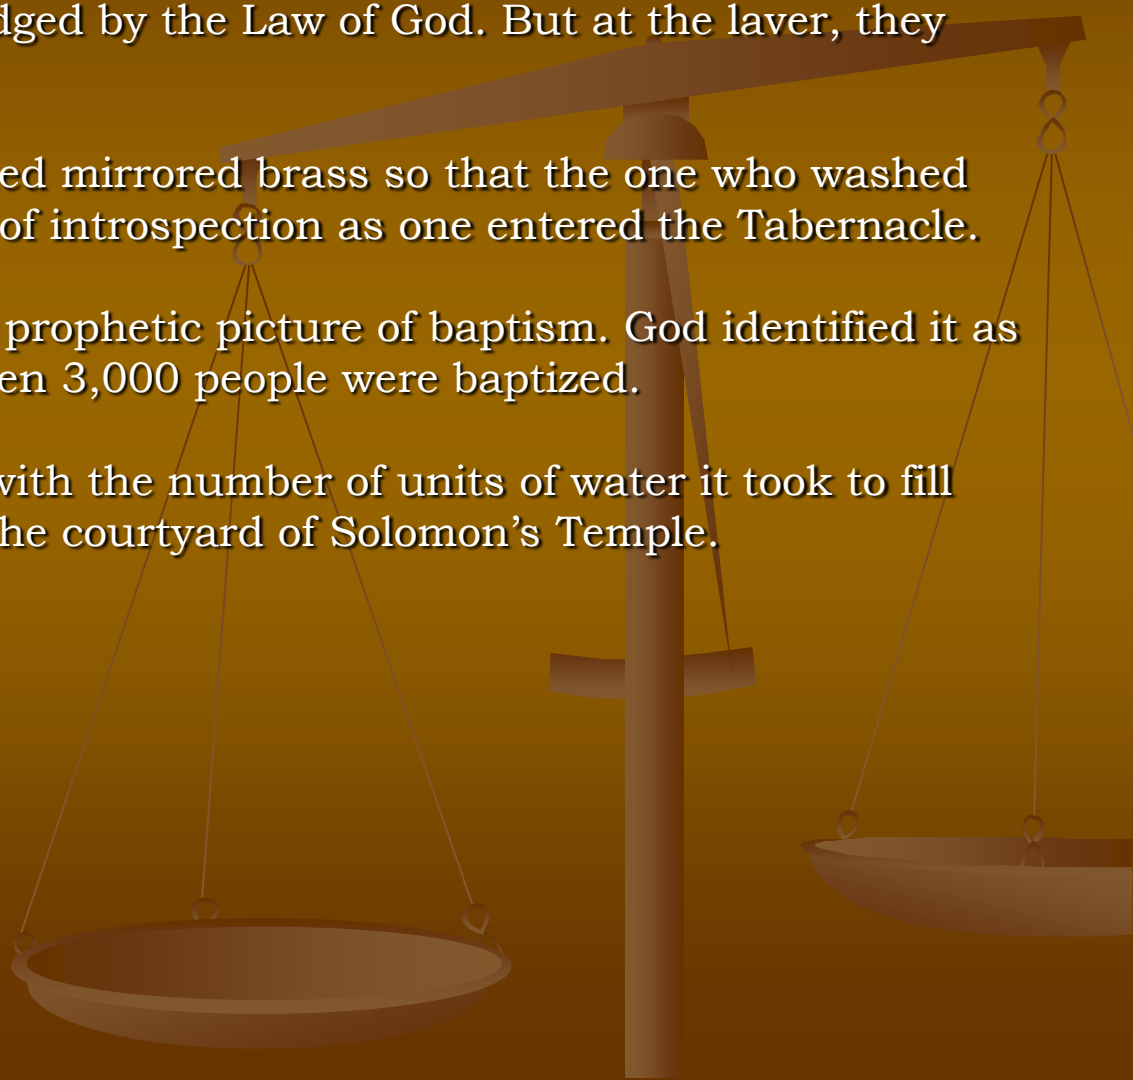 dged by the Law of God. But at the laver, they
ed mirrored brass so that the one who washed
of introspection as one entered the Tabernacle.
prophetic picture of baptism. God identified it as
en 3,000 people were baptized.
with the number of units of water it took to fill
he courtyard of Solomon’s Temple.